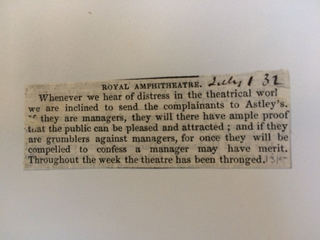 ROYAL AMPHITHEATRE. July 1 32
Whenever we hear of distress in the theatrical worl
we are inclined to send the complainants to Astley's.
If they are managers, they will there have ample proof
that the public can be pleased and attracted; and if they
are grumblers against managers, for once they will be
compelled to confess a manager may have merit.
Throughout the week the theatre has been thronged.